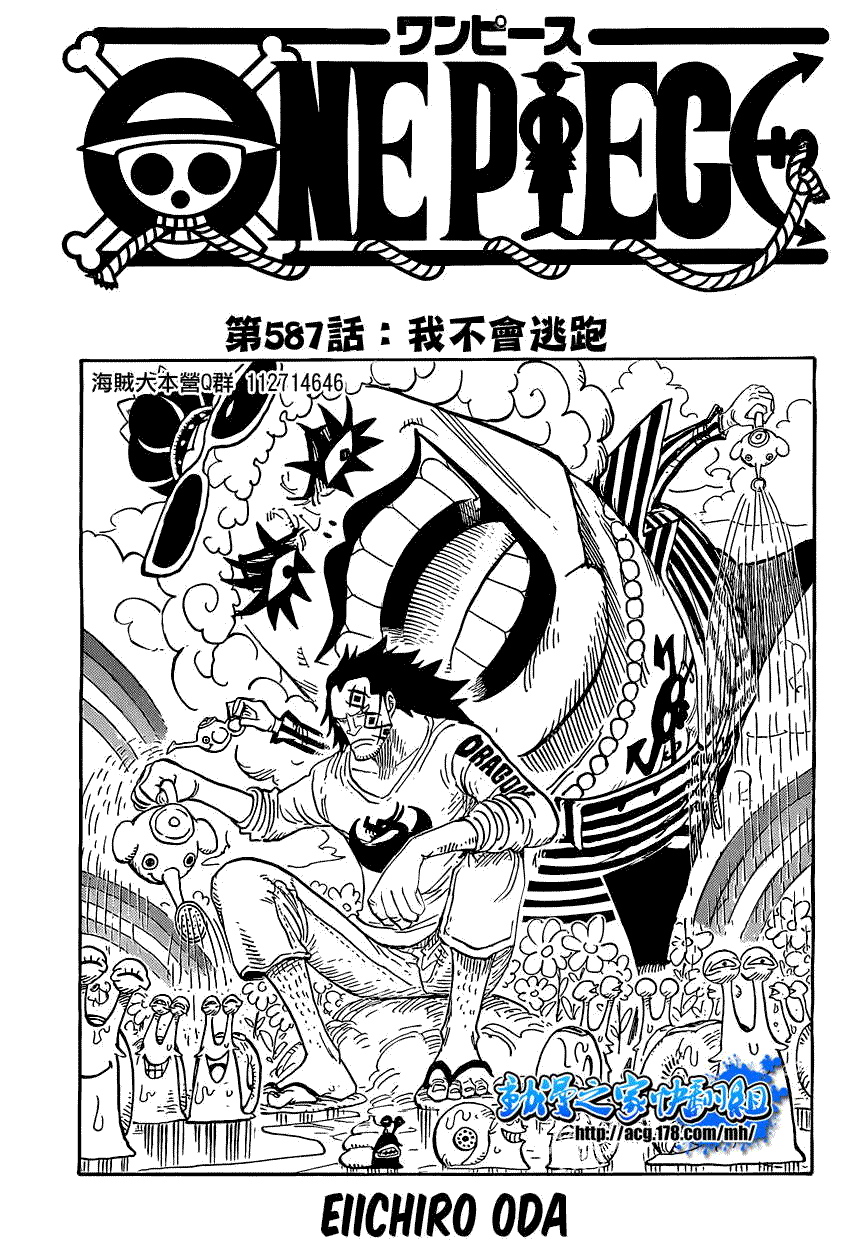 ワンピース
ONE PIECE
第587話：我不會逃跑
海賊大本營Q群 112714646
DRAGON
動漫之家快翻組
http://acg.178.com/mh/
EIICHIRO ODA